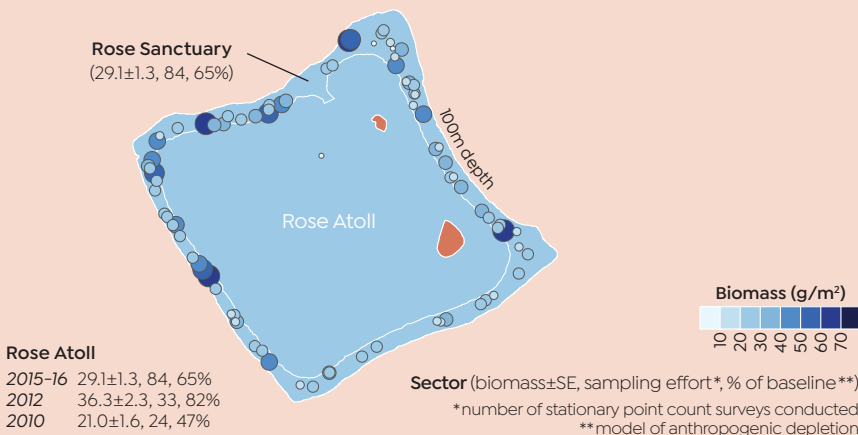 Rose Sanctuary
(29.1±1.3, 84, 65%)
100m depth
Rose Atoll
Biomass (g/m²)
10 20 30 40 50 60 70
Rose Atoll
2015-16 29.1±1.3, 84, 65%
2012 36.3±2.3, 33, 82%
2010 21.0±1.6, 24, 47%
Sector (biomass±SE, sampling effort*, % of baseline**)
*number of stationary point count surveys conducted
**model of anthropogenic depletion